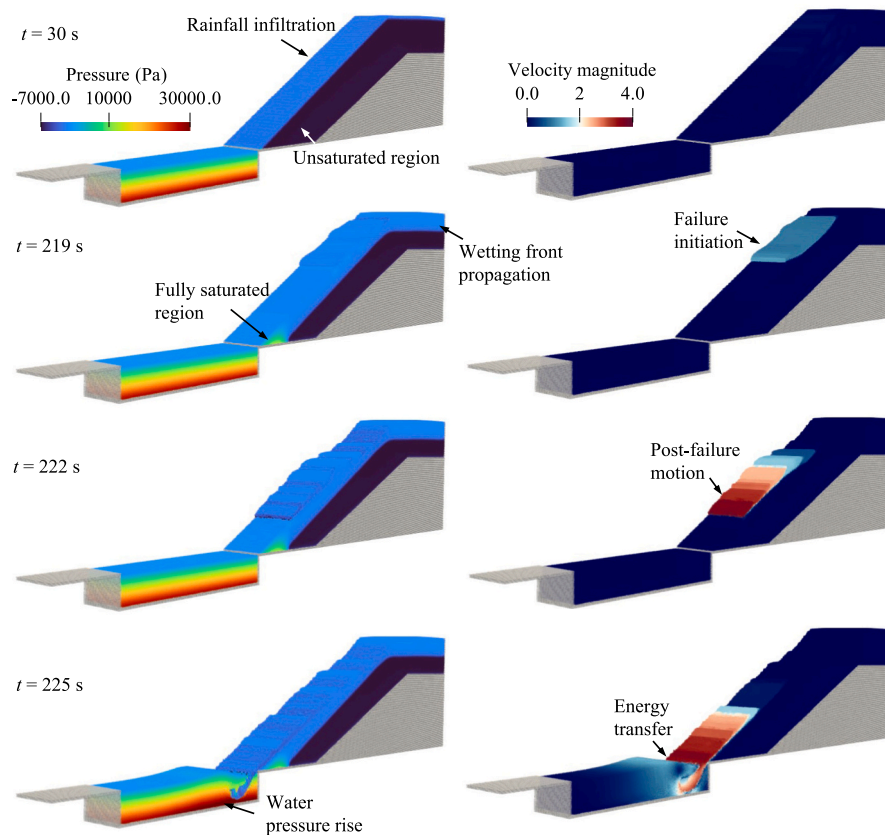 t = 30 s
Rainfall infiltration
Pressure (Pa)
-7000.0 10000 30000.0
Unsaturated region
Velocity magnitude
0.0 2 4.0
t = 219 s
Wetting front
propagation
Fully saturated
region
Failure
initiation
t = 222 s
Post-failure
motion
t = 225 s
Water
pressure rise
Energy
transfer